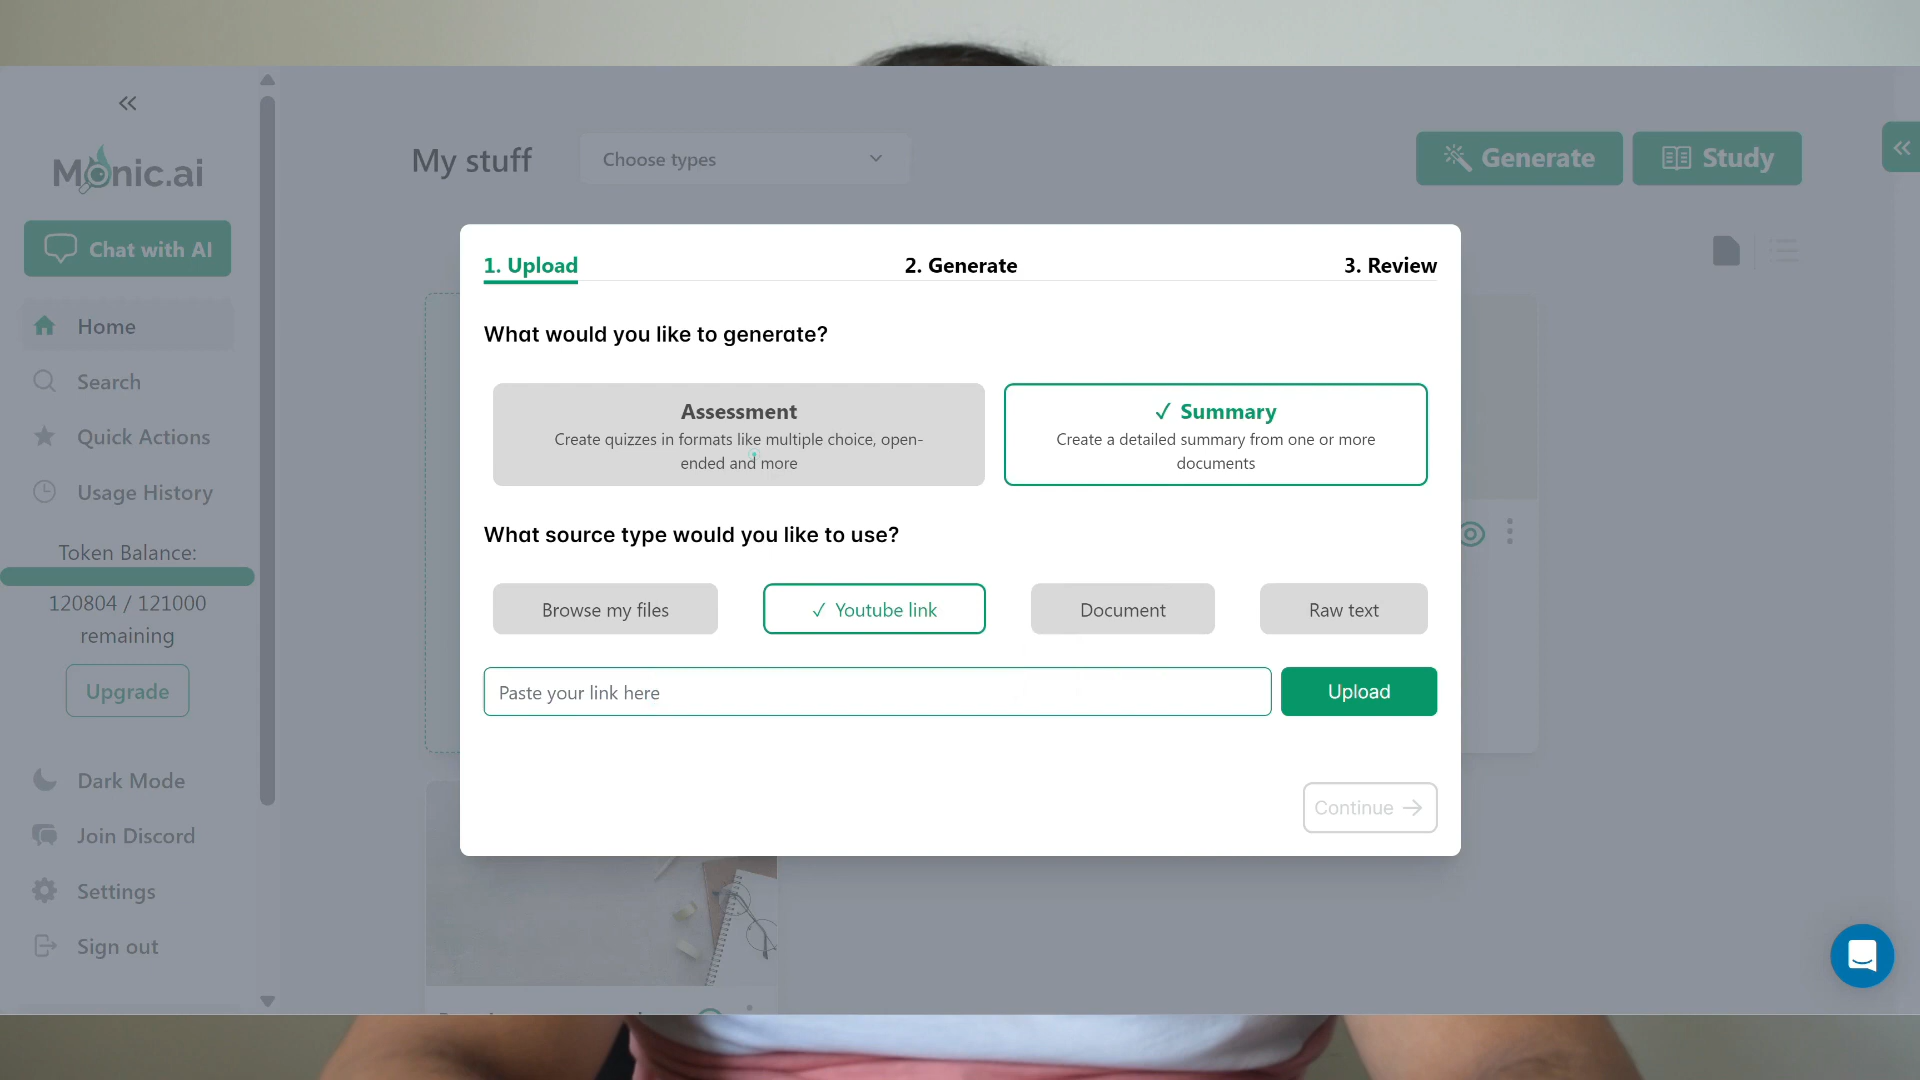 Monic.ai
Chat with AI
Home
Search
Quick Actions
Usage History
Token Balance:
120804 / 121000
remaining
Upgrade
Dark Mode
Join Discord
Settings
Sign out
My stuff
Choose types
Generate
Study
1. Upload
2. Generate
3. Review
What would you like to generate?
Assessment
Create quizzes in formats like multiple choice, open-
ended and more
✓ Summary
Create a detailed summary from one or more
documents
What source type would you like to use?
Browse my files
✓ Youtube link
Document
Raw text
Paste your link here
Upload
Continue →